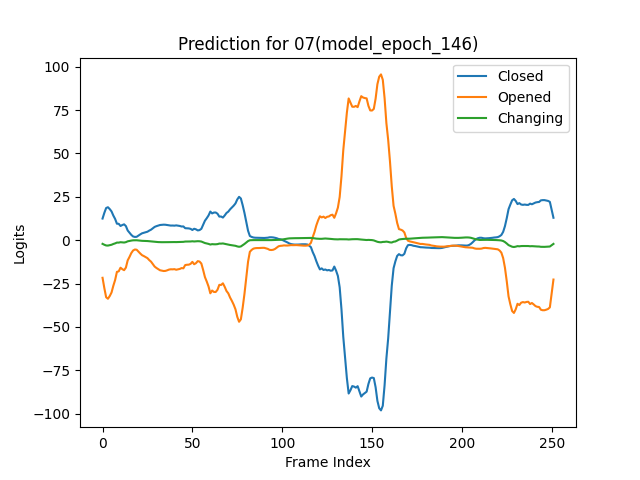 Prediction for 07(model_epoch_146)
Closed
Opened
Changing
100
75
50
25
0
−25
−50
−75
−100
Logits
0 50 100 150 200 250
Frame Index